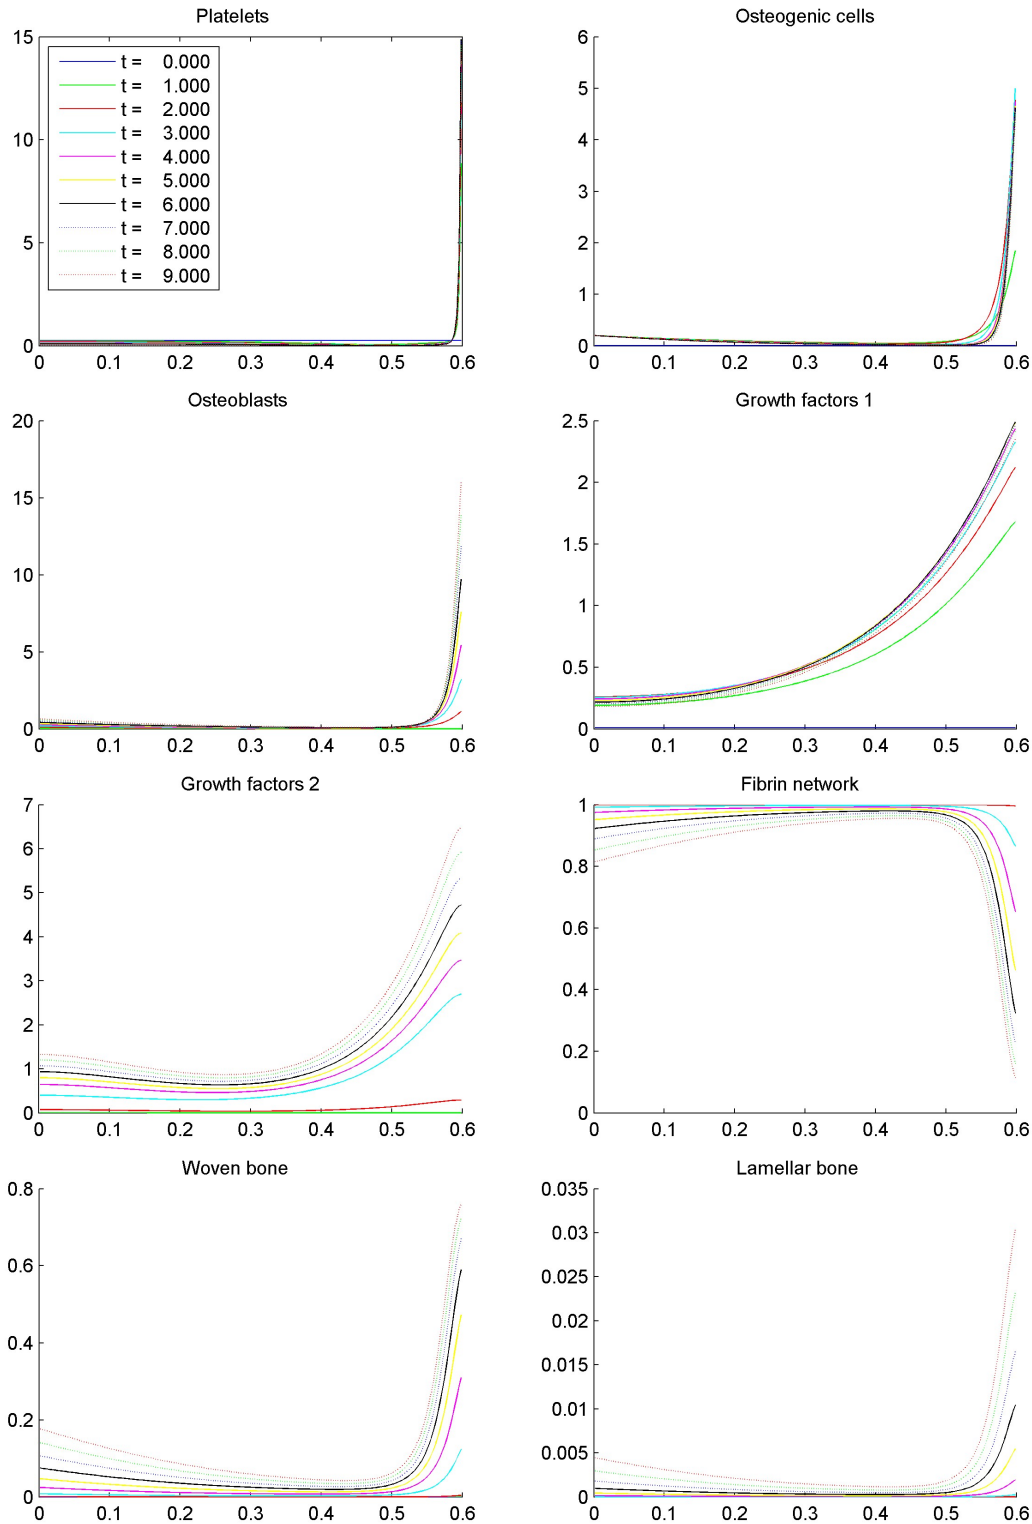 Platelets
15
10
5
0
t = 0.000
t = 1.000
t = 2.000
t = 3.000
t = 4.000
t = 5.000
t = 6.000
t = 7.000
t = 8.000
t = 9.000
0 0.1 0.2 0.3 0.4 0.5 0.6
Osteogenic cells
6
5
4
3
2
1
0
0 0.1 0.2 0.3 0.4 0.5 0.6
Osteoblasts
20
15
10
5
0
0 0.1 0.2 0.3 0.4 0.5 0.6
Growth factors 1
2.5
2
1.5
1
0.5
0
0 0.1 0.2 0.3 0.4 0.5 0.6
Growth factors 2
7
6
5
4
3
2
1
0
0 0.1 0.2 0.3 0.4 0.5 0.6
Fibrin network
1
0.8
0.6
0.4
0.2
0
0 0.1 0.2 0.3 0.4 0.5 0.6
Woven bone
0.8
0.6
0.4
0.2
0
0 0.1 0.2 0.3 0.4 0.5 0.6
Lamellar bone
0.035
0.03
0.025
0.02
0.015
0.01
0.005
0
0 0.1 0.2 0.3 0.4 0.5 0.6